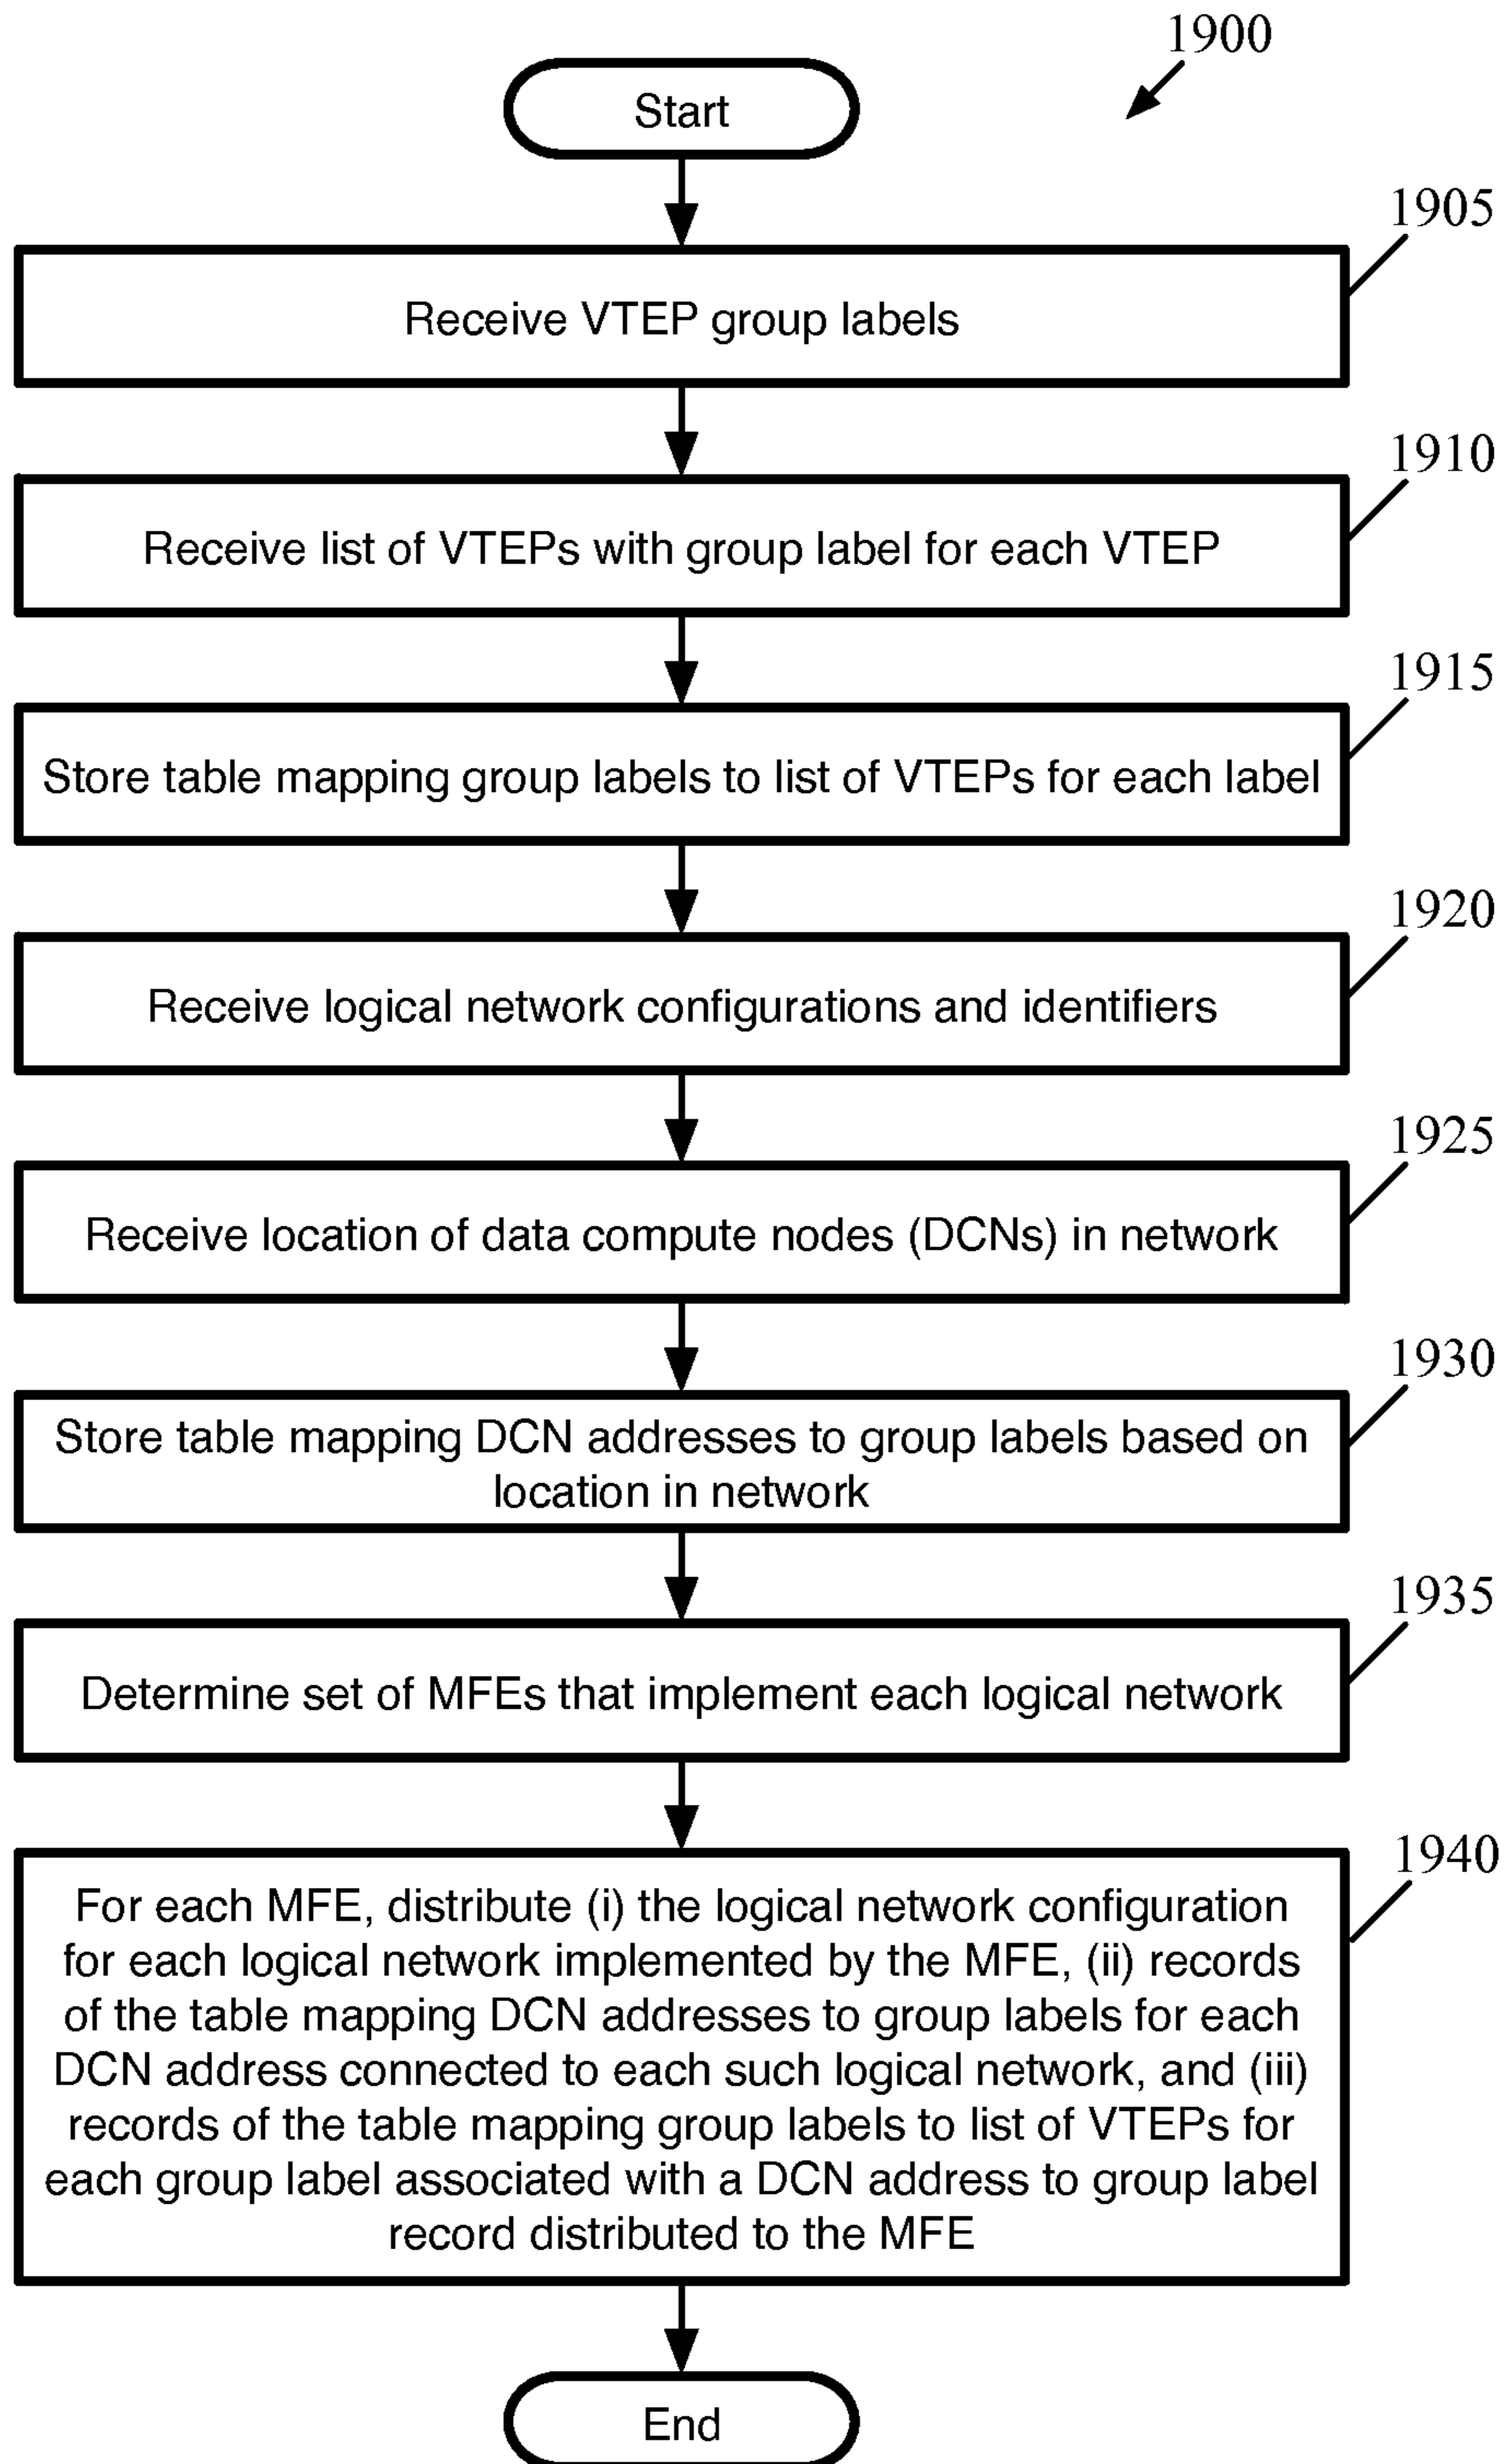 1900
Start
1905
Receive VTEP group labels
1910
Receive list of VTEPs with group label for each VTEP
1915
Store table mapping group labels to list of VTEPs for each label
1920
Receive logical network configurations and identifiers
1925
Receive location of data compute nodes (DCNs) in network
1930
Store table mapping DCN addresses to group labels based on
location in network
1935
Determine set of MFEs that implement each logical network
1940
For each MFE, distribute (i) the logical network configuration
for each logical network implemented by the MFE, (ii) records
of the table mapping DCN addresses to group labels for each
DCN address connected to each such logical network, and (iii)
records of the table mapping group labels to list of VTEPs for
each group label associated with a DCN address to group label
record distributed to the MFE
End